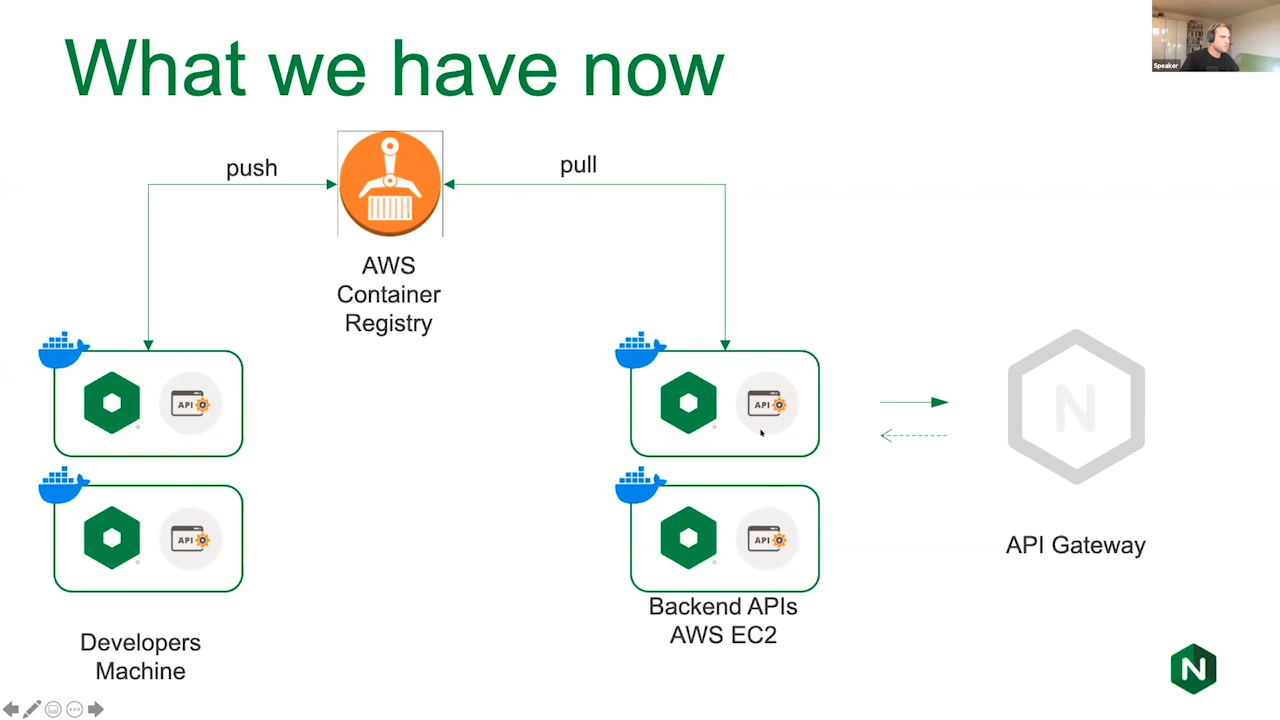 What we have now
Speaker
push
pull
AWS
Container
Registry
API
API
N
API
API
API Gateway
Backend APIs
AWS EC2
Developers
Machine
N